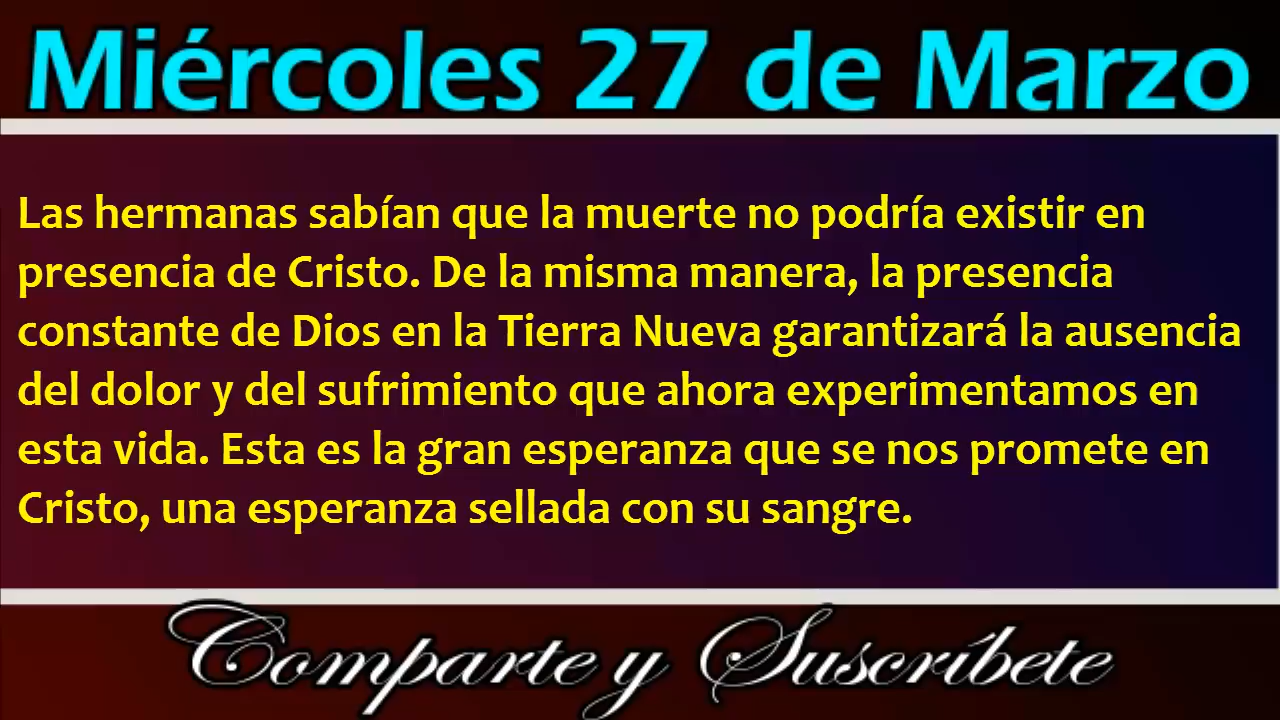 Miércoles 27 de Marzo
Las hermanas sabían que la muerte no podría existir en
presencia de Cristo. De la misma manera, la presencia
constante de Dios en la Tierra Nueva garantizará la ausencia
del dolor y del sufrimiento que ahora experimentamos en
esta vida. Esta es la gran esperanza que se nos promete en
Cristo, una esperanza sellada con su sangre.
Comparte y Suscríbete